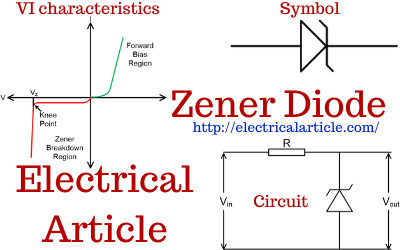 VI characteristics
Symbol
Forward
Bias
Region
V
Vz
Knee
Point
Zener
Breakdown
Region
Zener Diode
http://electricalarticle.com/
Electrical
Article
R
Vin
Circuit
Vout